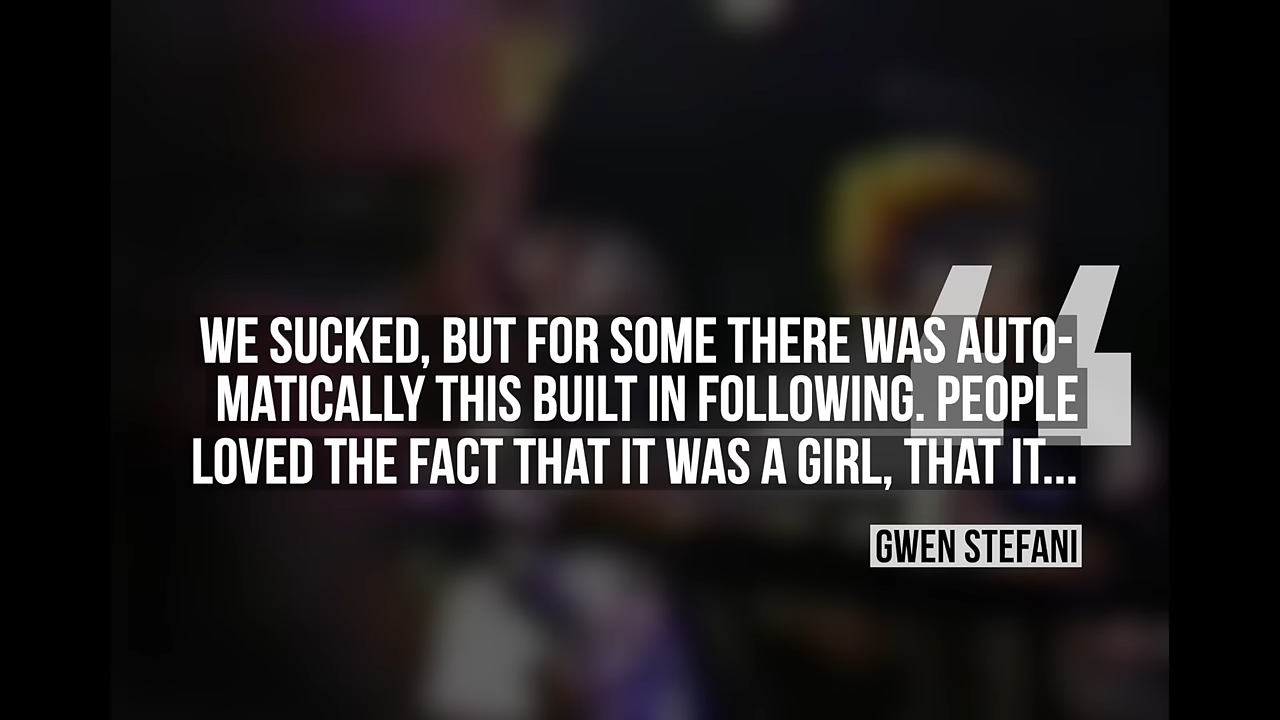 WE SUCKED, BUT FOR SOME THERE WAS AUTO-
MATICALLY THIS BUILT IN FOLLOWING. PEOPLE
LOVED THE FACT THAT IT WAS A GIRL, THAT IT...
GWEN STEFANI